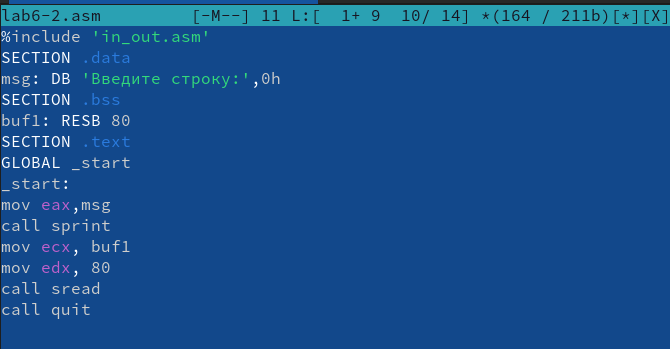 lab6-2.asm [-M--] 11 L:[ 1+ 9 10/ 14] *(164 / 211b)[*][X]
%include 'in_out.asm'
SECTION .data
msg: DB 'Введите строку:',0h
SECTION .bss
buf1: RESB 80
SECTION .text
GLOBAL _start
_start:
mov eax,msg
call sprint
mov ecx, buf1
mov edx, 80
call sread
call quit